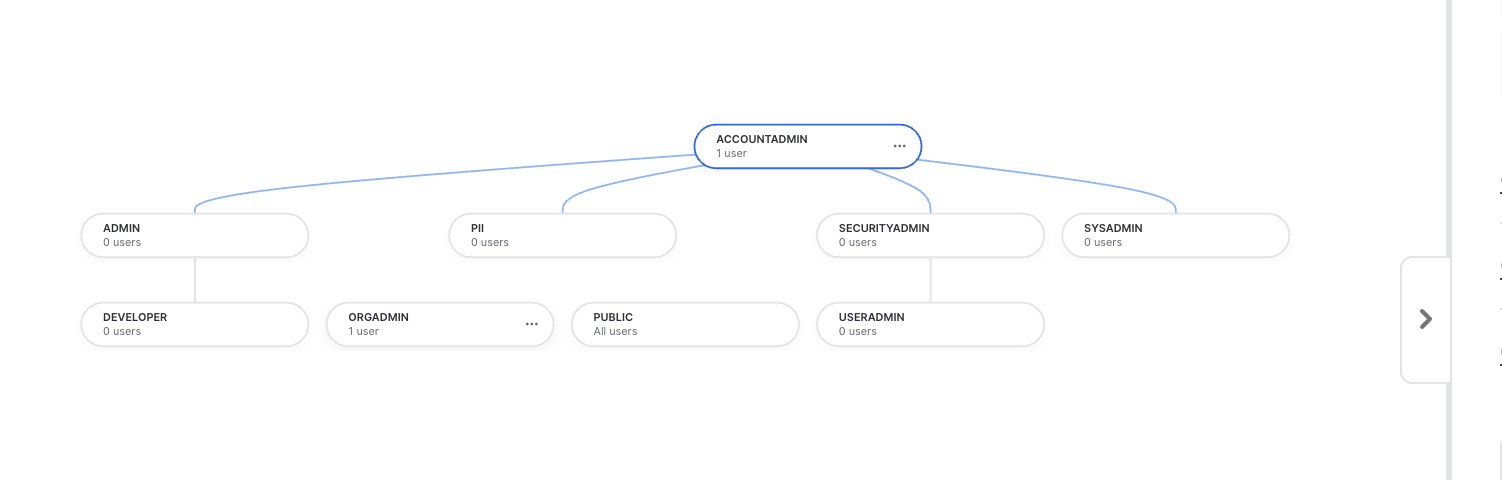 ACCOUNTADMIN
1 user
ADMIN
0 users
PII
0 users
SECURITYADMIN
0 users
SYSADMIN
0 users
DEVELOPER
0 users
ORGADMIN
1 user
PUBLIC
All users
USERADMIN
0 users